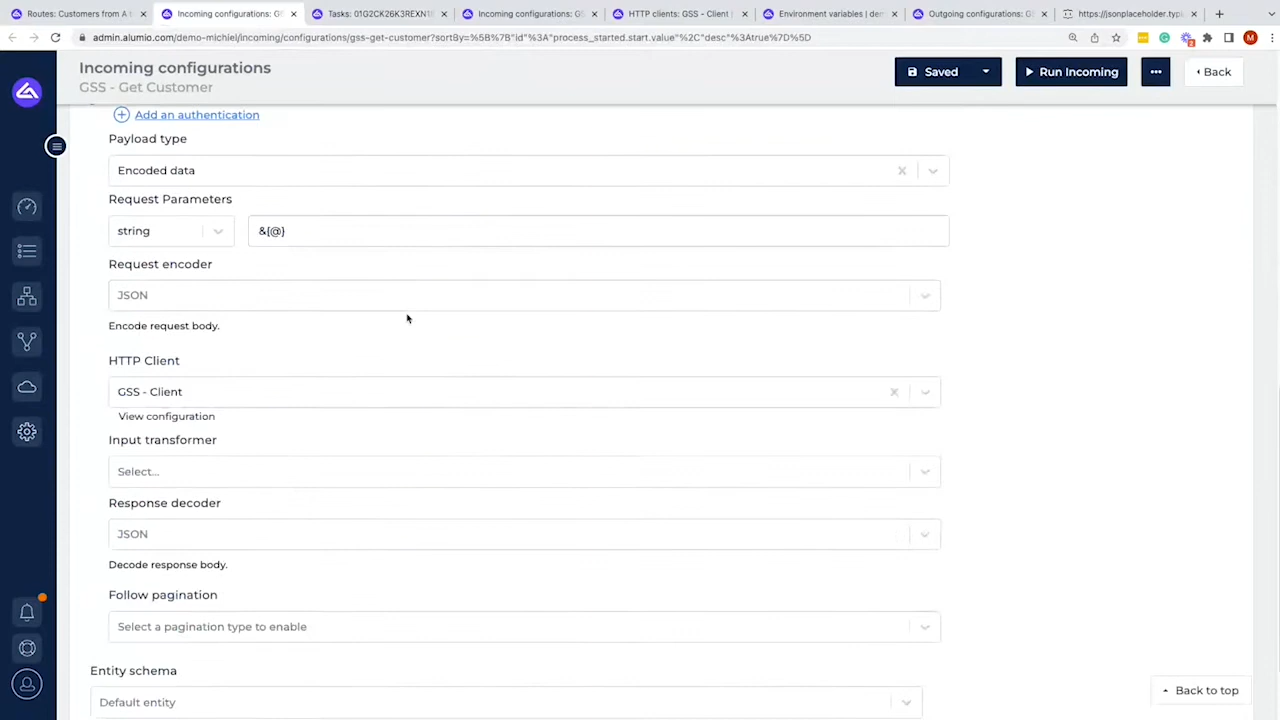 Routes: Customers from A t
Incoming configurations: G
Tasks: 01G2CK26K3REXN1
Incoming configurations: GS
HTTP clients: GSS - Client |
Environment variables | de
Outgoing configurations: G
https://jsonplaceholder.typi
admin.alumio.com/demo-michiel/incoming/configurations/gss-get-customer?sortBy=%5B%7B"id"%3A"process_started.start.value"%2C"desc"%3Atrue%7D%5D
M
Incoming configurations
GSS - Get Customer
Saved
Run Incoming
Back
Add an authentication
Payload type
Encoded data
Request Parameters
string
&{@}
Request encoder
JSON
Encode request body.
HTTP Client
GSS - Client
View configuration
Input transformer
Select...
Response decoder
JSON
Decode response body.
Follow pagination
Select a pagination type to enable
Entity schema
Default entity
Back to top